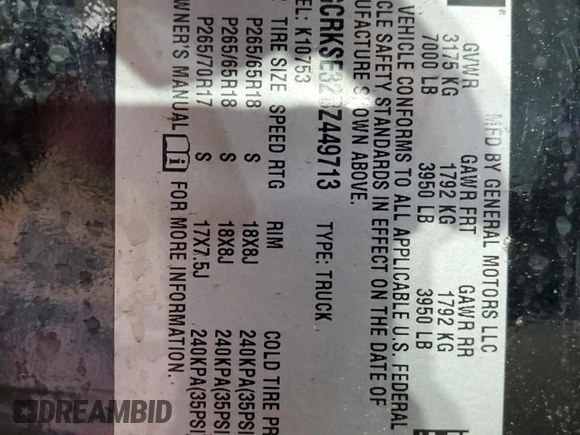 MFD BY GENERAL MOTORS LLC
GVWR GAWR FRT GAWR RR
3175 KG 1792 KG 1792 KG
7000 LB 3950 LB 3950 LB
VEHICLE CONFORMS TO ALL APPLICABLE U.S. FEDERAL
CLE SAFETY STANDARDS IN EFFECT ON THE DATE OF
UFACTURE SHOWN ABOVE.
GCRKSE32BZ449713 TYPE: TRUCK
EL: K10753
TIRE SIZE SPEED RTG RIM COLD TIRE PR
P265/65R18 S 18X8J 240KPA(35PSI
P265/65R18 S 18X8J 240KPA(35PSI
P265/70R17 S 17X7.5J 240KPA(35PSI
WNER'S MANUAL FOR MORE INFORMATION.
DREAMBID